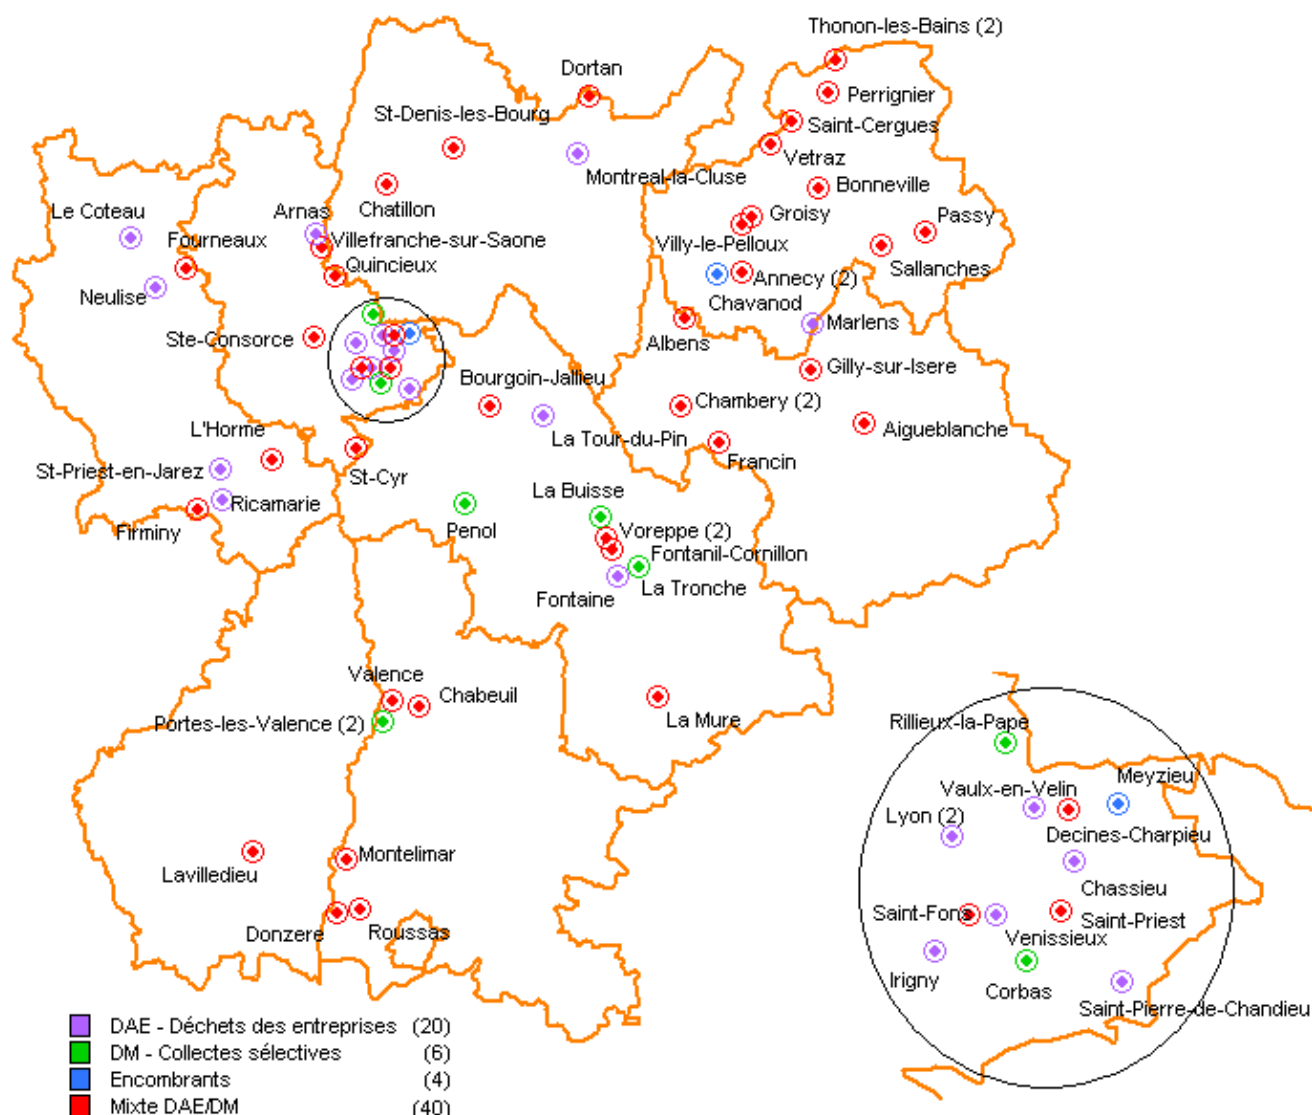 Thonon-les-Bains (2)
Dortan
Perrignier
St-Denis-les-Bourg
Saint-Cergues
Vetraz
Montreal-la-Cluse
Bonneville
Chatillon
Le Coteau
Arnas
Groisy
Passy
Fourneaux
Villefranche-sur-Saone
Villy-le-Pelloux
Quincieux
Sallanches
Annecy (2)
Neulise
Chavanod
Marlens
Ste-Consorce
Albens
Gilly-sur-Isere
Bourgoin-Jallieu
Chambery (2)
L'Horme
La Tour-du-Pin
Aigueblanche
St-Priest-en-Jarez
St-Cyr
Francin
La Buisse
Ricamarie
Firminy
Penol
Voreppe (2)
Fontanil-Cornillon
La Tronche
Fontaine
Valence
Chabeuil
Portes-les-Valence (2)
La Mure
Rillieux-la-Pape
Meyzieu
Vaulx-en-Velin
Lyon (2)
Decines-Charpieu
Montelimar
Lavilledieu
Chassieu
Saint-Fons
Saint-Priest
Donzere
Roussas
Venissieux
Irigny
Corbas
Saint-Pierre-de-Chandieu
DAE - Déchets des entreprises (20)
DM - Collectes sélectives (6)
Encombrants (4)
Mixte DAE/DM (40)